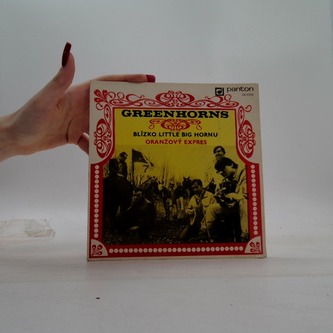 panton
GREENHORNS
BLÍZKO LITTLE BIG HORNU
ORANŽOVÝ EXPRES